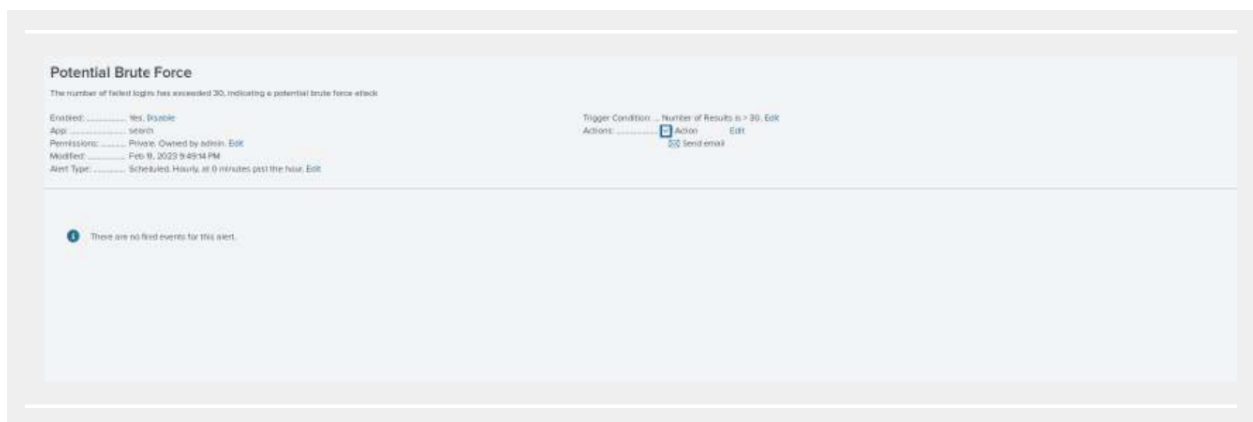 Potential Brute Force
The number of failed logins has exceeded 30, indicating a potential brute force attack
Enabled: ................ Yes. Disable
App: ....................... search
Permissions: ........... Private. Owned by admin. Edit
Modified: ............... Feb 11, 2023 9:49:14 PM
Alert Type: .............. Scheduled. Hourly, at 0 minutes past the hour. Edit
Trigger Condition: ... Number of Results is > 30. Edit
Actions: .................. Action Edit
Send email
There are no fired events for this alert.